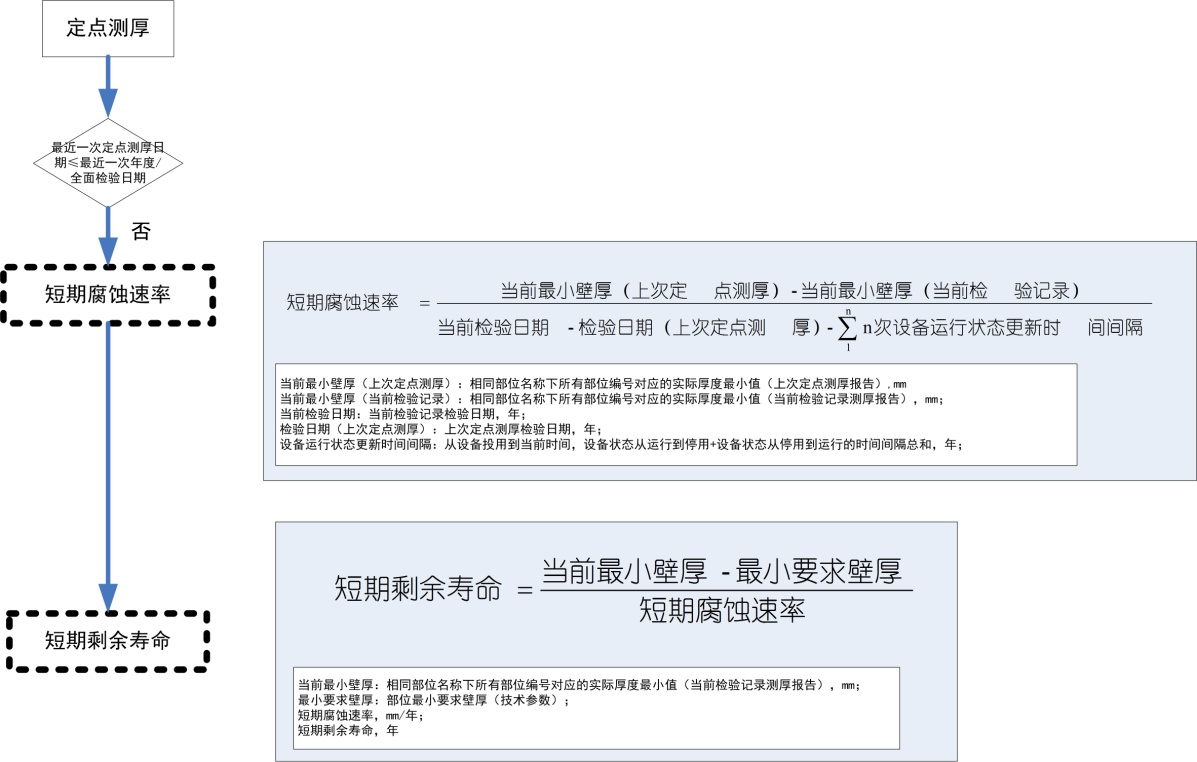 定点测厚
最近一次定点测厚日
期≤最近一次年度/
全面检验日期
否
短期腐蚀速率
短期剩余寿命
短期腐蚀速率 = 当前最小壁厚（上次定 点测厚）-当前最小壁厚（当前检 验记录）
当前检验日期 -检验日期（上次定点测 厚）-∑n次设备运行状态更新时 间间隔
n
1
当前最小壁厚（上次定点测厚）：相同部位名称下所有部位编号对应的实际厚度最小值（上次定点测厚报告）,mm
当前最小壁厚（当前检验记录）：相同部位名称下所有部位编号对应的实际厚度最小值（当前检验记录测厚报告），mm；
当前检验日期：当前检验记录检验日期，年；
检验日期（上次定点测厚）：上次定点测厚检验日期，年；
设备运行状态更新时间间隔：从设备投用到当前时间，设备状态从运行到停用+设备状态从停用到运行的时间间隔总和，年；
短期剩余寿命 = 当前最小壁厚 -最小要求壁厚
短期腐蚀速率
当前最小壁厚：相同部位名称下所有部位编号对应的实际厚度最小值（当前检验记录测厚报告），mm；
最小要求壁厚：部位最小要求壁厚（技术参数）；
短期腐蚀速率，mm/年；
短期剩余寿命，年